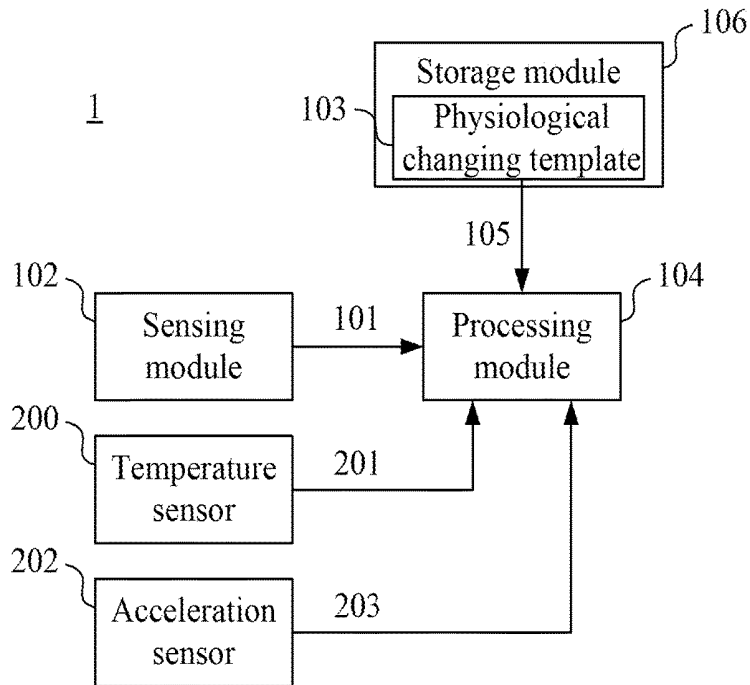 106
Storage module
1
103
Physiological
changing template
105
102
104
Sensing
module
101
Processing
module
200
Temperature
sensor
201
202
Acceleration
sensor
203